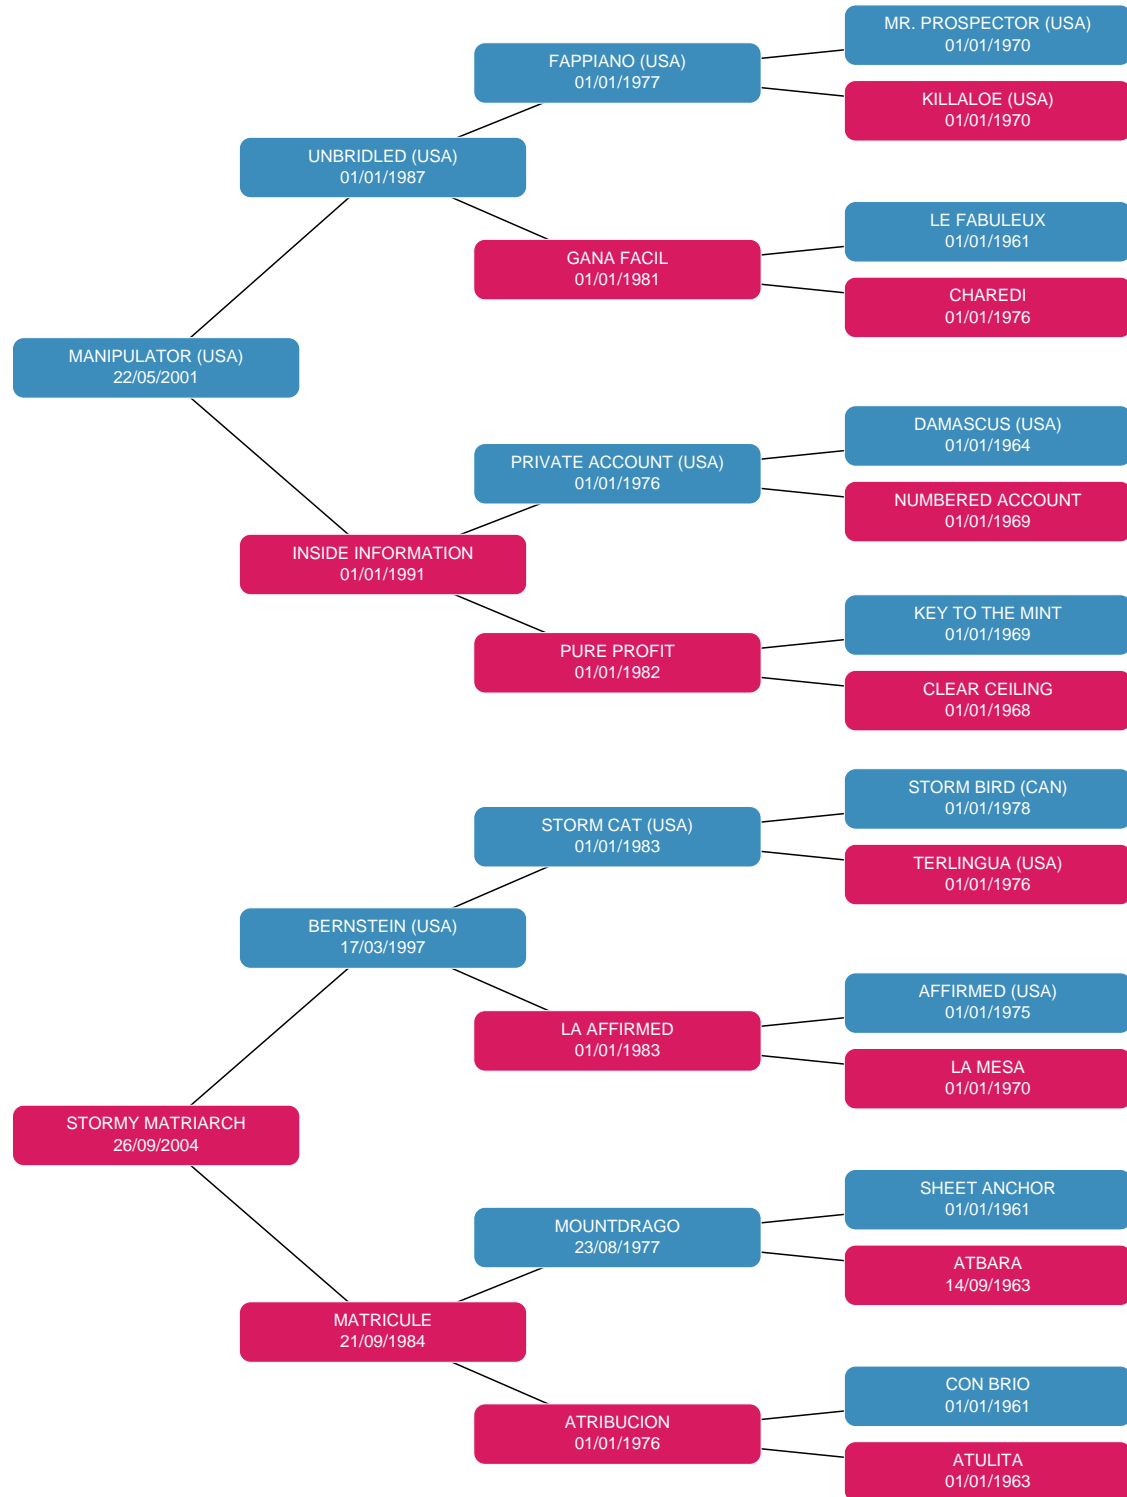 MR. PROSPECTOR (USA)
01/01/1970
FAPPIANO (USA)
01/01/1977
KILLALOE (USA)
01/01/1970
UNBRIDLED (USA)
01/01/1987
LE FABULEUX
01/01/1961
GANA FACIL
01/01/1981
CHAREDI
01/01/1976
MANIPULATOR (USA)
22/05/2001
DAMASCUS (USA)
01/01/1964
PRIVATE ACCOUNT (USA)
01/01/1976
NUMBERED ACCOUNT
01/01/1969
INSIDE INFORMATION
01/01/1991
KEY TO THE MINT
01/01/1969
PURE PROFIT
01/01/1982
CLEAR CEILING
01/01/1968
STORM BIRD (CAN)
01/01/1978
STORM CAT (USA)
01/01/1983
TERLINGUA (USA)
01/01/1976
BERNSTEIN (USA)
17/03/1997
AFFIRMED (USA)
01/01/1975
LA AFFIRMED
01/01/1983
LA MESA
01/01/1970
STORMY MATRIARCH
26/09/2004
SHEET ANCHOR
01/01/1961
MOUNTDRAGO
23/08/1977
ATBARA
14/09/1963
MATRICULE
21/09/1984
CON BRIO
01/01/1961
ATRIBUCION
01/01/1976
ATULITA
01/01/1963